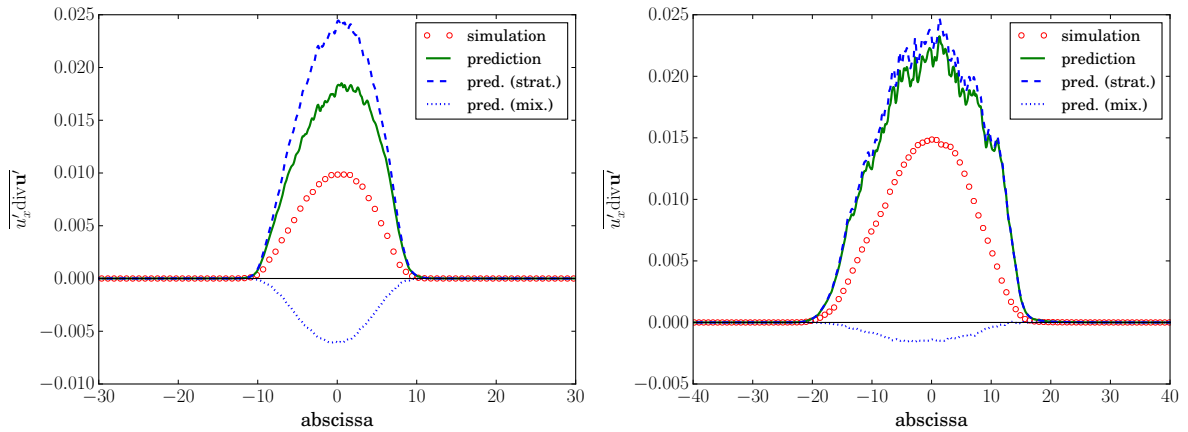 0.025
0.020
0.015
0.010
0.005
0.000
−0.005
−0.010
−30 −20 −10 0 10 20 30
abscissa
u′ₓdivu′
simulation
prediction
pred. (strat.)
pred. (mix.)
0.025
0.020
0.015
0.010
0.005
0.000
−0.005
−40 −30 −20 −10 0 10 20 30 40
abscissa
u′ₓdivu′
simulation
prediction
pred. (strat.)
pred. (mix.)